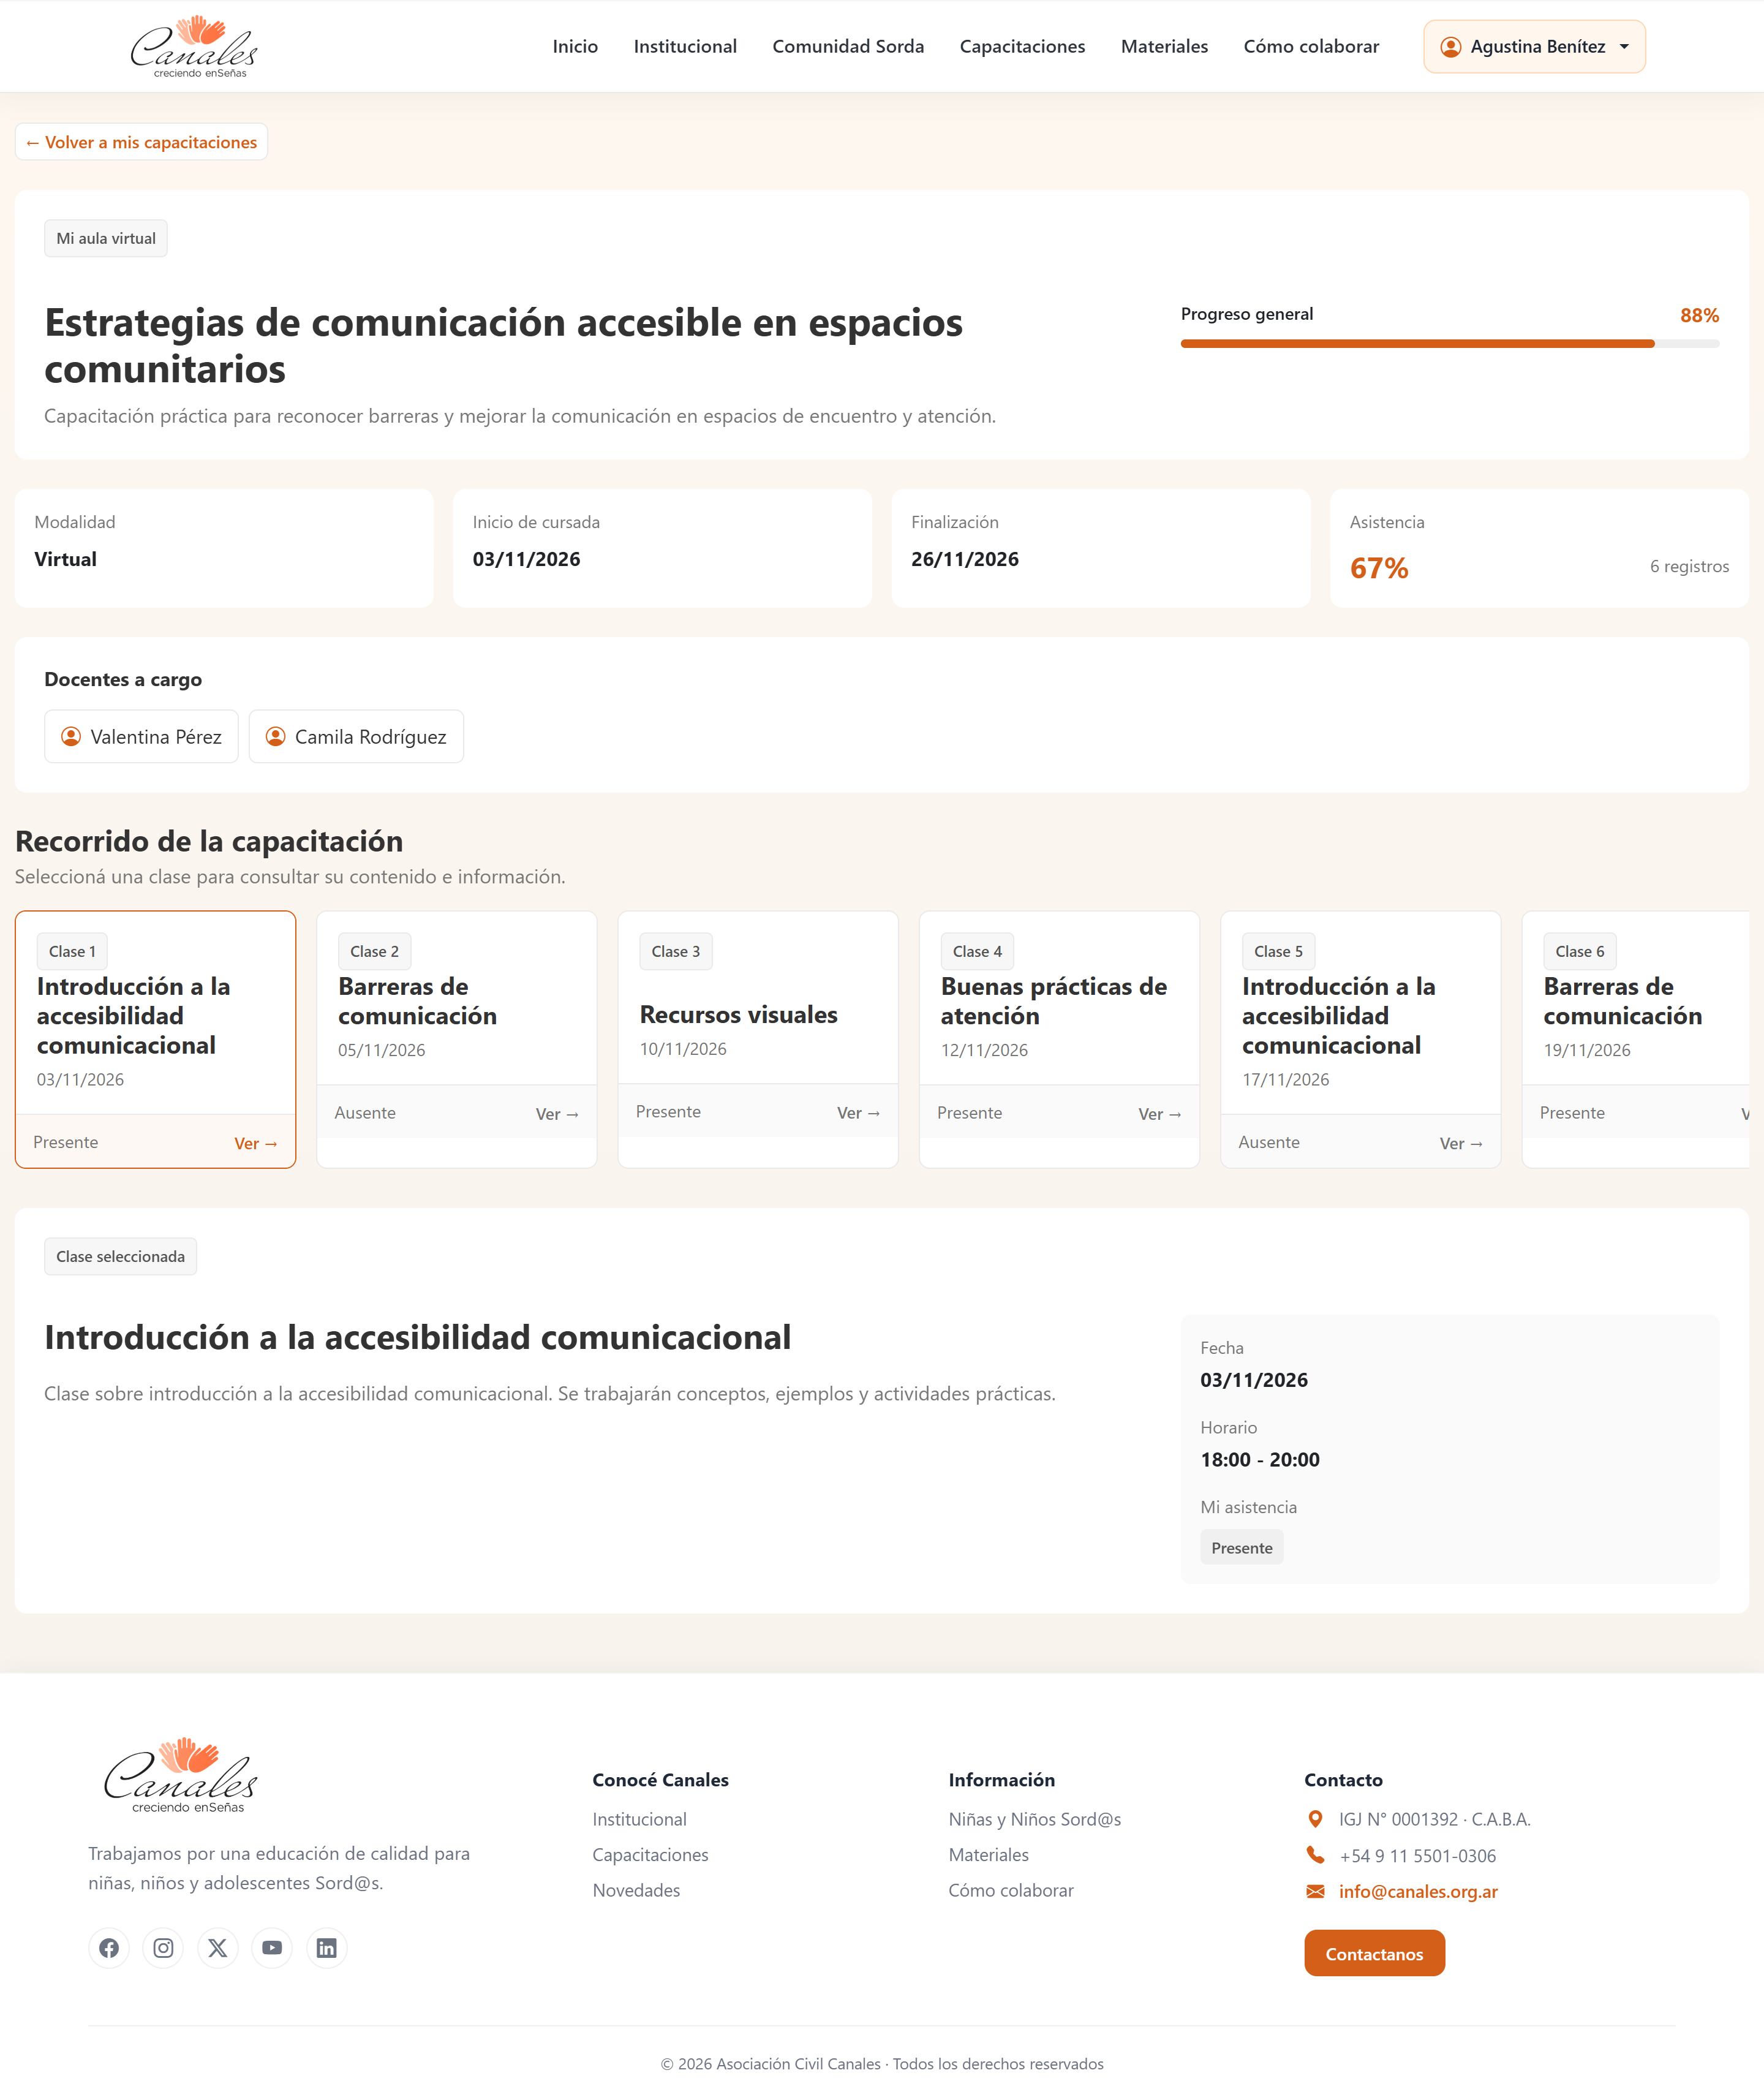 Canales
creciendo enSeñas
Inicio
Institucional
Comunidad Sorda
Capacitaciones
Materiales
Cómo colaborar
Agustina Benítez
← Volver a mis capacitaciones
Mi aula virtual
Estrategias de comunicación accesible en espacios
comunitarios
Capacitación práctica para reconocer barreras y mejorar la comunicación en espacios de encuentro y atención.
Progreso general
88%
Modalidad
Virtual
Inicio de cursada
03/11/2026
Finalización
26/11/2026
Asistencia
67%
6 registros
Docentes a cargo
Valentina Pérez
Camila Rodríguez
Recorrido de la capacitación
Seleccioná una clase para consultar su contenido e información.
Clase 1
Introducción a la
accesibilidad
comunicacional
03/11/2026
Presente
Ver →
Clase 2
Barreras de
comunicación
05/11/2026
Ausente
Ver →
Clase 3
Recursos visuales
10/11/2026
Presente
Ver →
Clase 4
Buenas prácticas de
atención
12/11/2026
Presente
Ver →
Clase 5
Introducción a la
accesibilidad
comunicacional
17/11/2026
Ausente
Ver →
Clase 6
Barreras de
comunicación
19/11/2026
Presente
Clase seleccionada
Introducción a la accesibilidad comunicacional
Clase sobre introducción a la accesibilidad comunicacional. Se trabajarán conceptos, ejemplos y actividades prácticas.
Fecha
03/11/2026
Horario
18:00 - 20:00
Mi asistencia
Presente
Canales
creciendo enSeñas
Trabajamos por una educación de calidad para
niñas, niños y adolescentes Sord@s.
Conocé Canales
Institucional
Capacitaciones
Novedades
Información
Niñas y Niños Sord@s
Materiales
Cómo colaborar
Contacto
IGJ N° 0001392 · C.A.B.A.
+54 9 11 5501-0306
info@canales.org.ar
Contactanos
© 2026 Asociación Civil Canales · Todos los derechos reservados